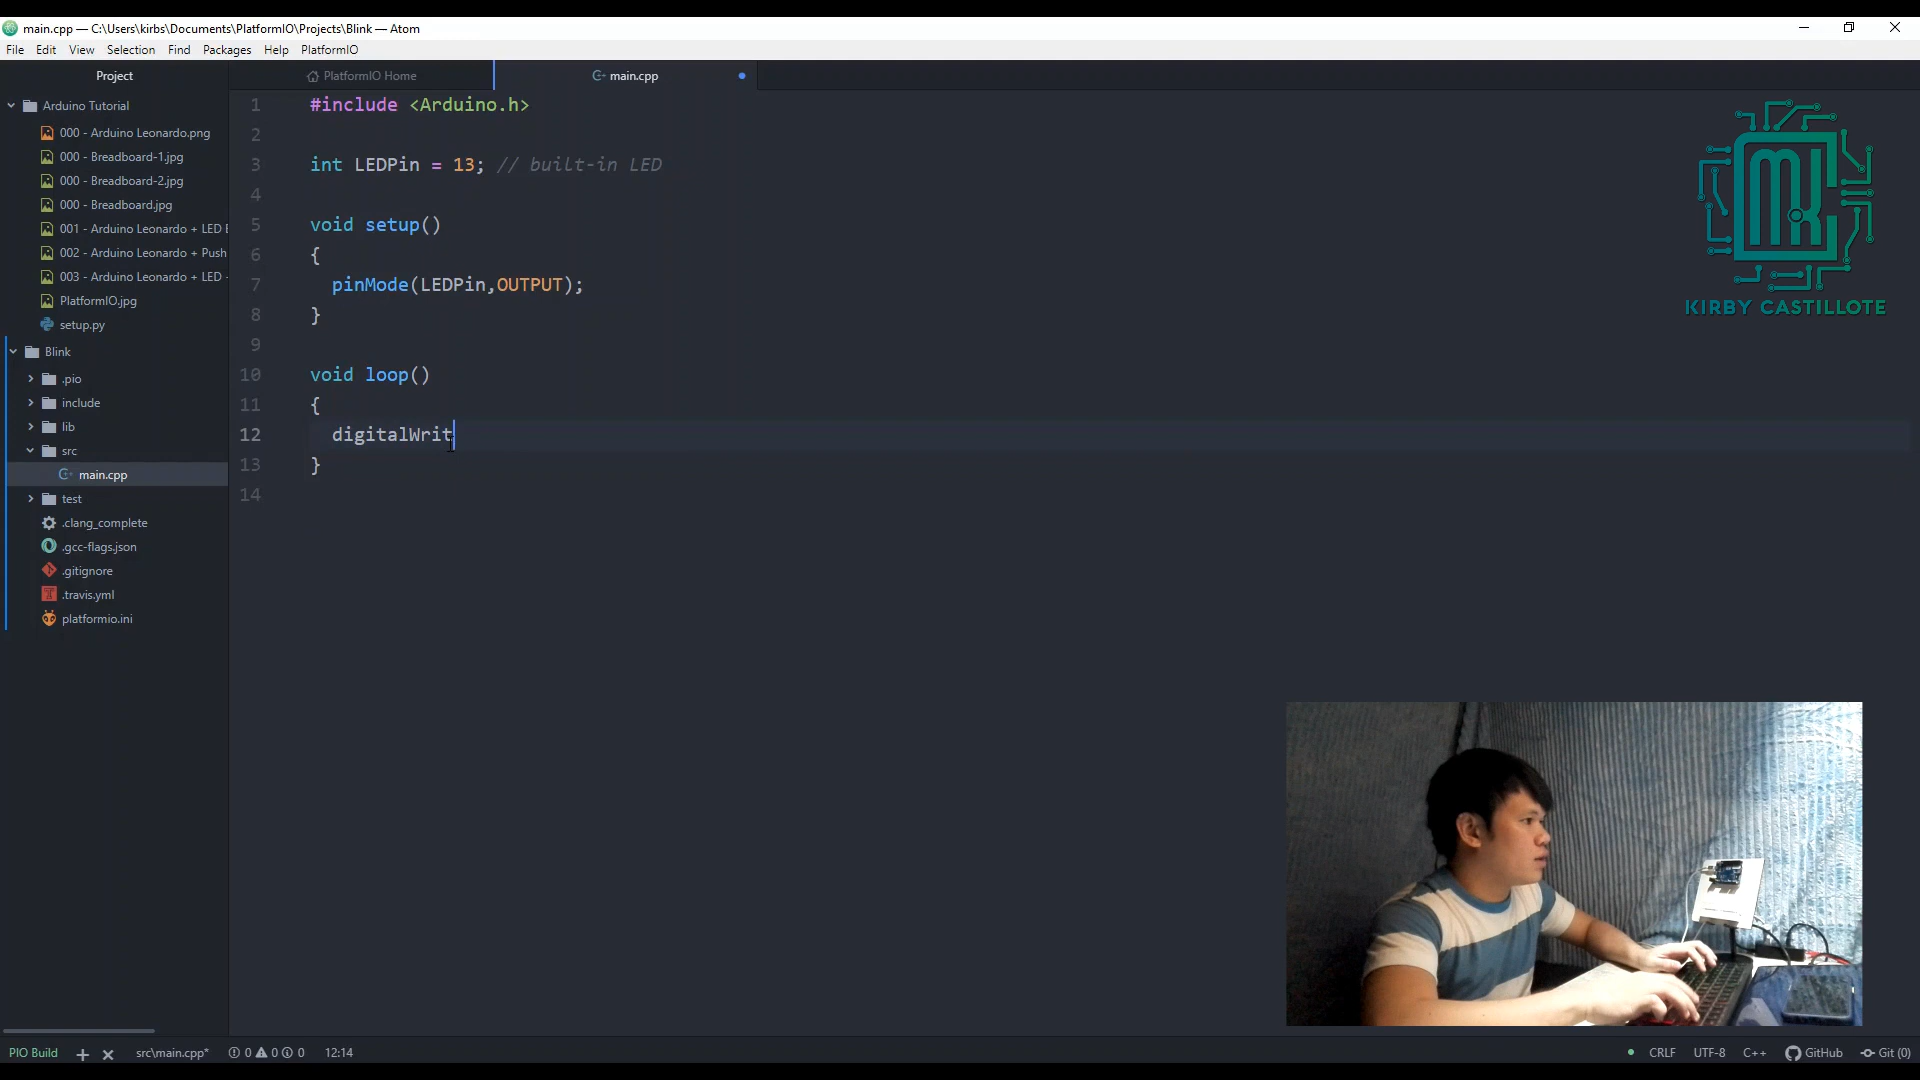 main.cpp — C:\Users\kirbs\Documents\PlatformIO\Projects\Blink — Atom
File Edit View Selection Find Packages Help PlatformIO
Project
PlatformIO Home
main.cpp
Arduino Tutorial
000 - Arduino Leonardo.png
000 - Breadboard-1.jpg
000 - Breadboard-2.jpg
000 - Breadboard.jpg
001 - Arduino Leonardo + LED E
002 - Arduino Leonardo + Push
003 - Arduino Leonardo + LED -
PlatformIO.jpg
setup.py
Blink
.pio
include
lib
src
main.cpp
test
.clang_complete
.gcc-flags.json
.gitignore
.travis.yml
platformio.ini
1 #include <Arduino.h>
2
3 int LEDPin = 13; // built-in LED
4
5 void setup()
6 {
7 pinMode(LEDPin,OUTPUT);
8 }
9
10 void loop()
11 {
12 digitalWrit
13 }
14
KIRBY CASTILLOTE
PIO Build
src\main.cpp* 0 0 0 12:14
CRLF UTF-8 C++ GitHub Git (0)